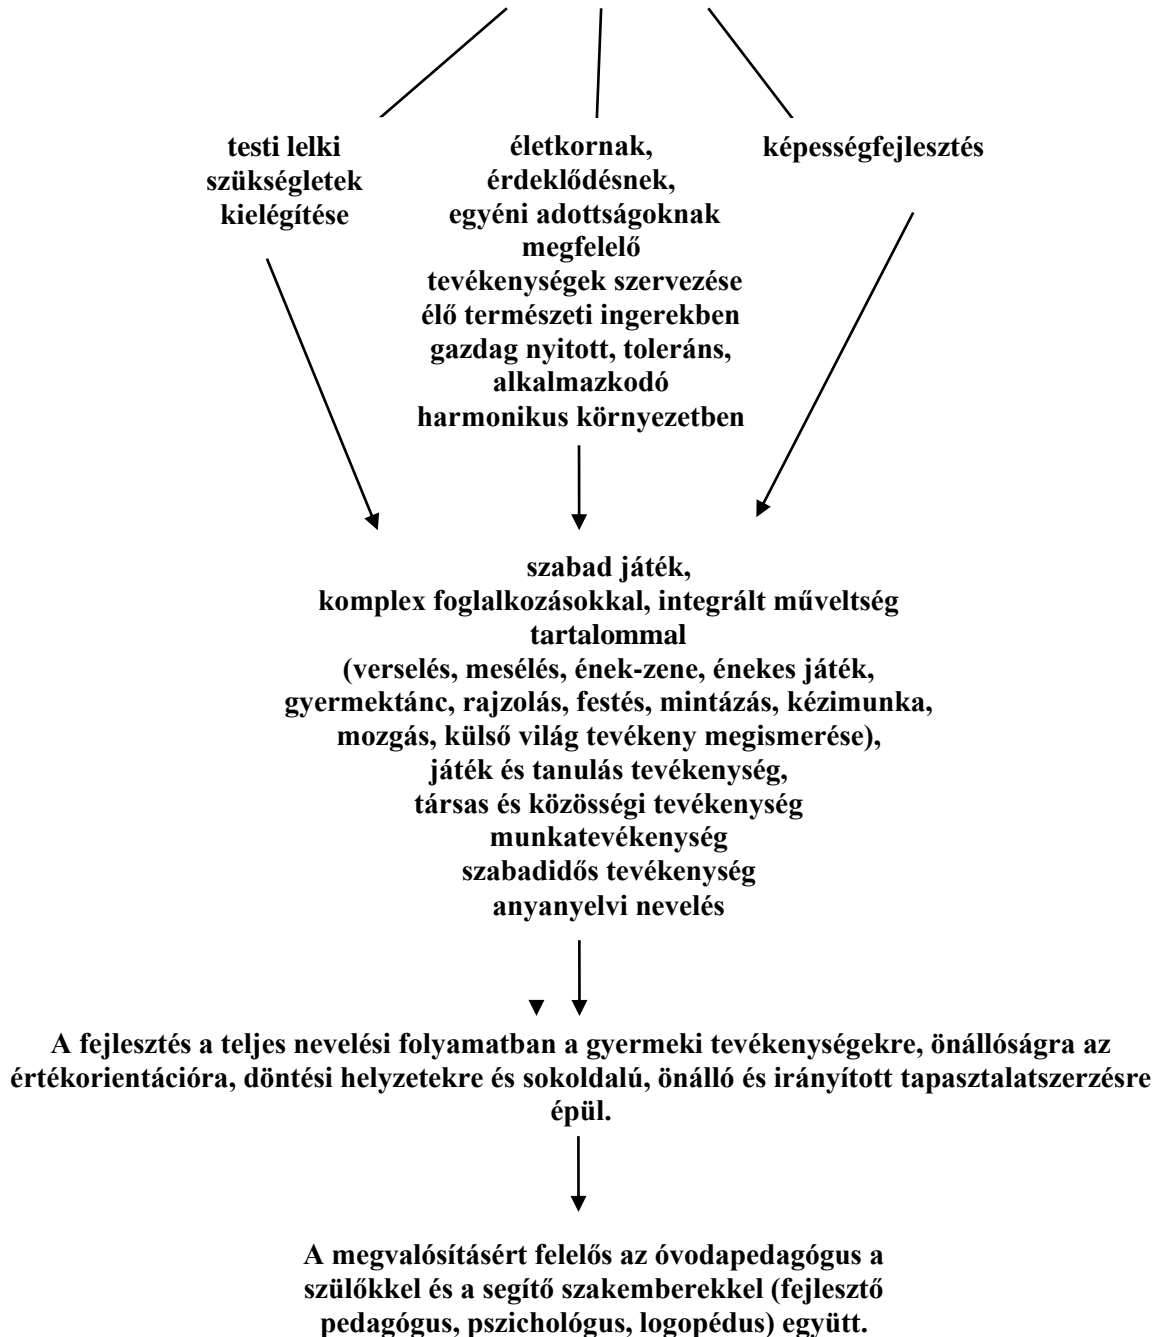 testi lelki
szükségletek
kielégítése
életkornak,
érdeklődésnek,
egyéni adottságoknak
megfelelő
tevékenységek szervezése
élő természeti ingerekben
gazdag nyitott, toleráns,
alkalmazkodó
harmonikus környezetben
képességfejlesztés
szabad játék,
komplex foglalkozásokkal, integrált műveltség
tartalommal
(verselés, mesélés, ének-zene, énekes játék,
gyermektánc, rajzolás, festés, mintázás, kézimunka,
mozgás, külső világ tevékeny megismerése),
játék és tanulás tevékenység,
társas és közösségi tevékenység
munkatevékenység
szabadidős tevékenység
anyanyelvi nevelés
A fejlesztés a teljes nevelési folyamatban a gyermeki tevékenységekre, önállóságra az
értékorientációra, döntési helyzetekre és sokoldalú, önálló és irányított tapasztalatszerzésre
épül.
A megvalósításért felelős az óvodapedagógus a
szülőkkel és a segítő szakemberekkel (fejlesztő
pedagógus, pszichológus, logopédus) együtt.